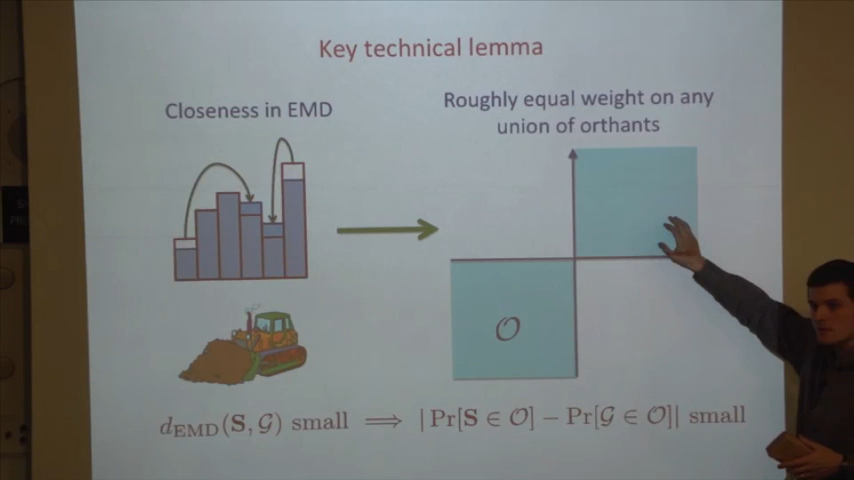 Key technical lemma
Closeness in EMD
Roughly equal weight on any
union of orthants
𝒪
d_EMD(S, 𝒢) small ⟹ |Pr[S ∈ 𝒪] − Pr[𝒢 ∈ 𝒪]| small